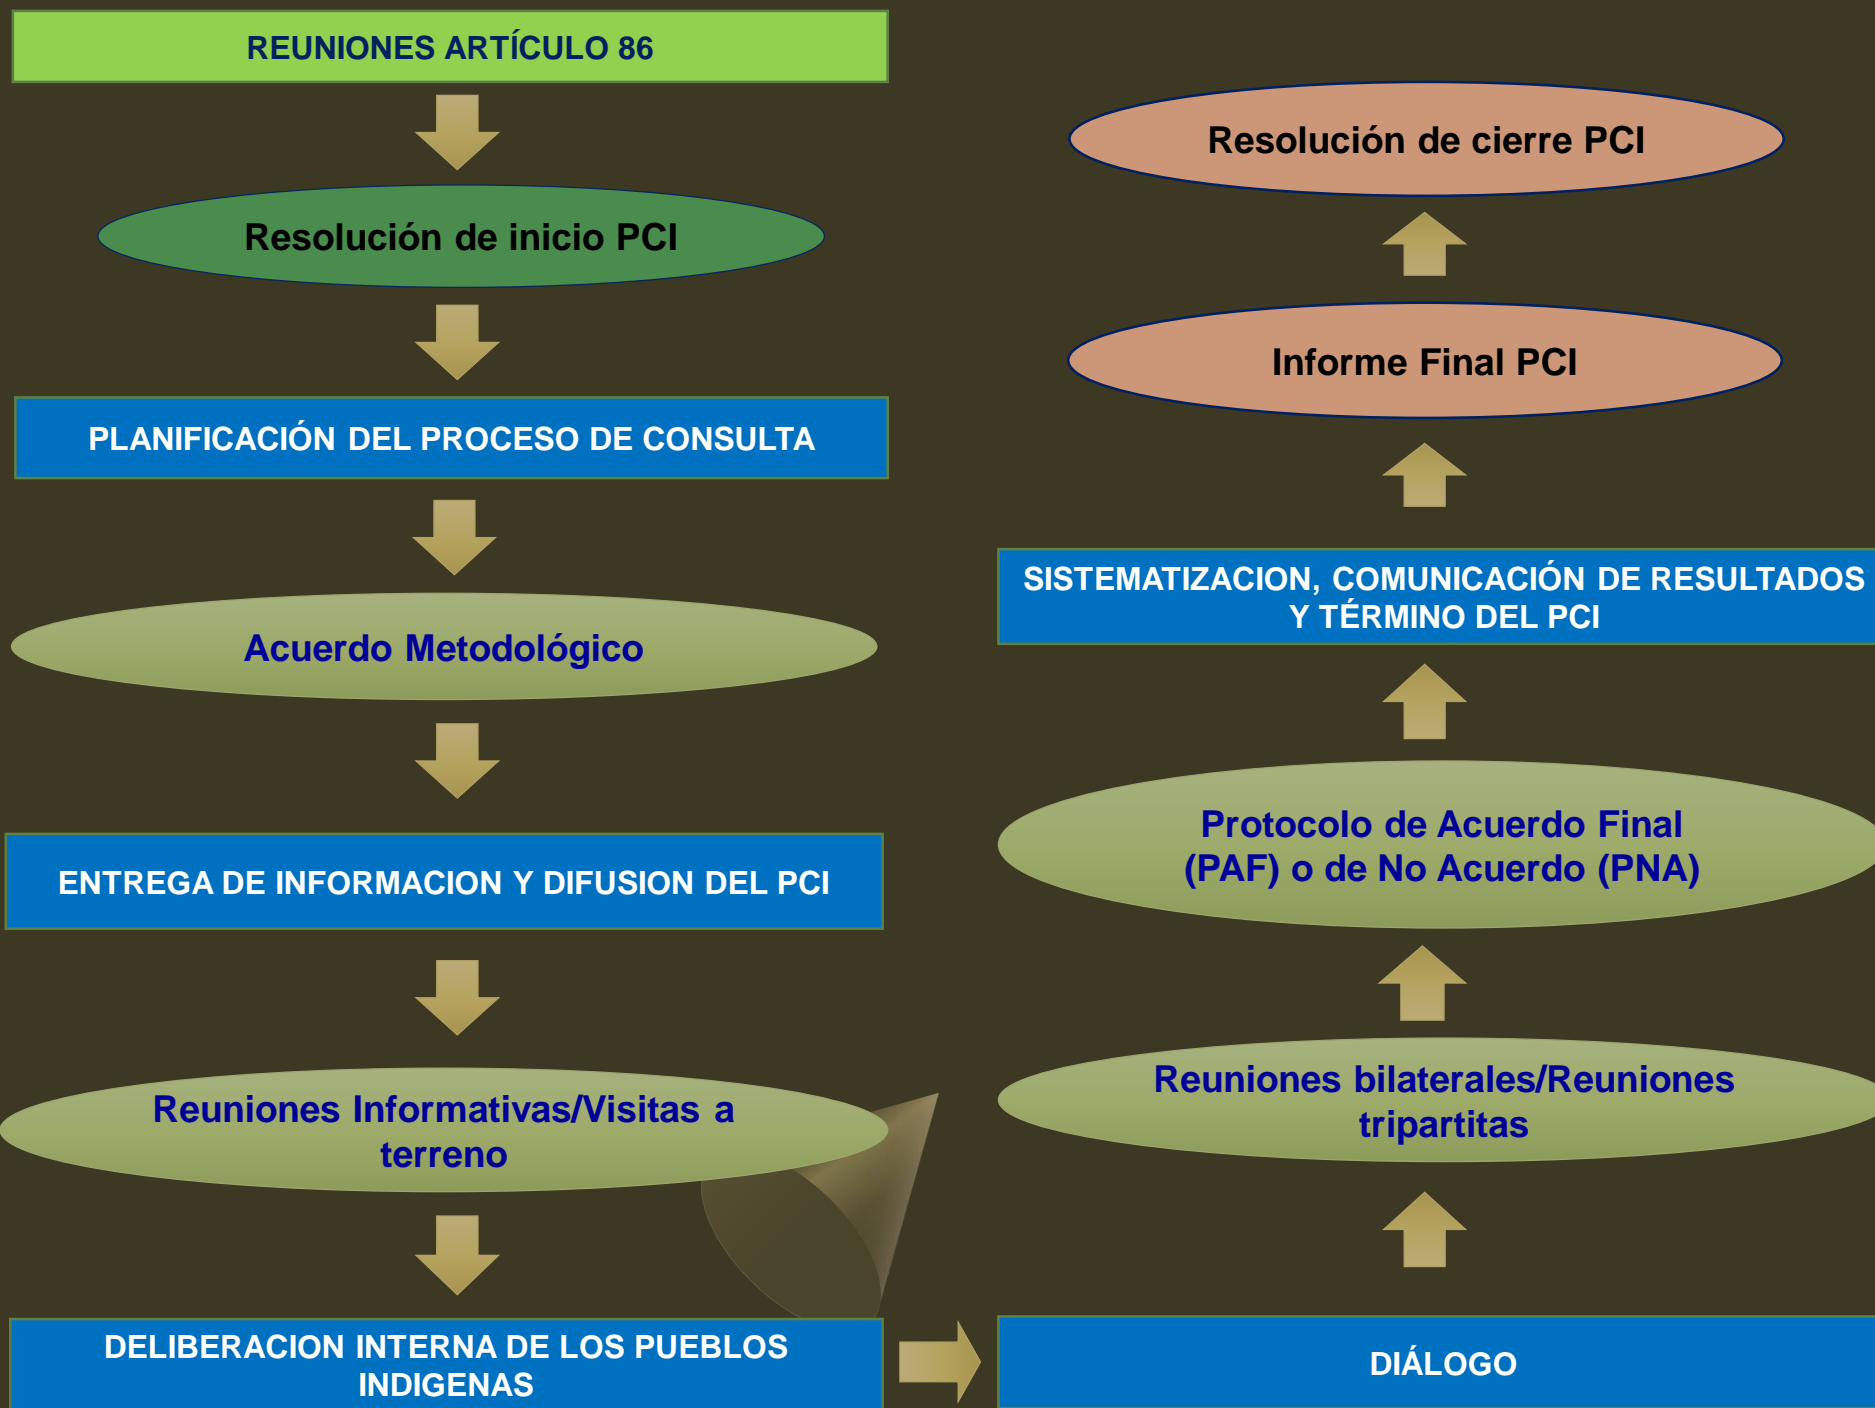 REUNIONES ARTÍCULO 86
Resolución de inicio PCI
PLANIFICACIÓN DEL PROCESO DE CONSULTA
Acuerdo Metodológico
ENTREGA DE INFORMACION Y DIFUSION DEL PCI
Reuniones Informativas/Visitas a
terreno
DELIBERACION INTERNA DE LOS PUEBLOS
INDIGENAS
DIÁLOGO
Reuniones bilaterales/Reuniones
tripartitas
Protocolo de Acuerdo Final
(PAF) o de No Acuerdo (PNA)
SISTEMATIZACION, COMUNICACIÓN DE RESULTADOS
Y TÉRMINO DEL PCI
Informe Final PCI
Resolución de cierre PCI